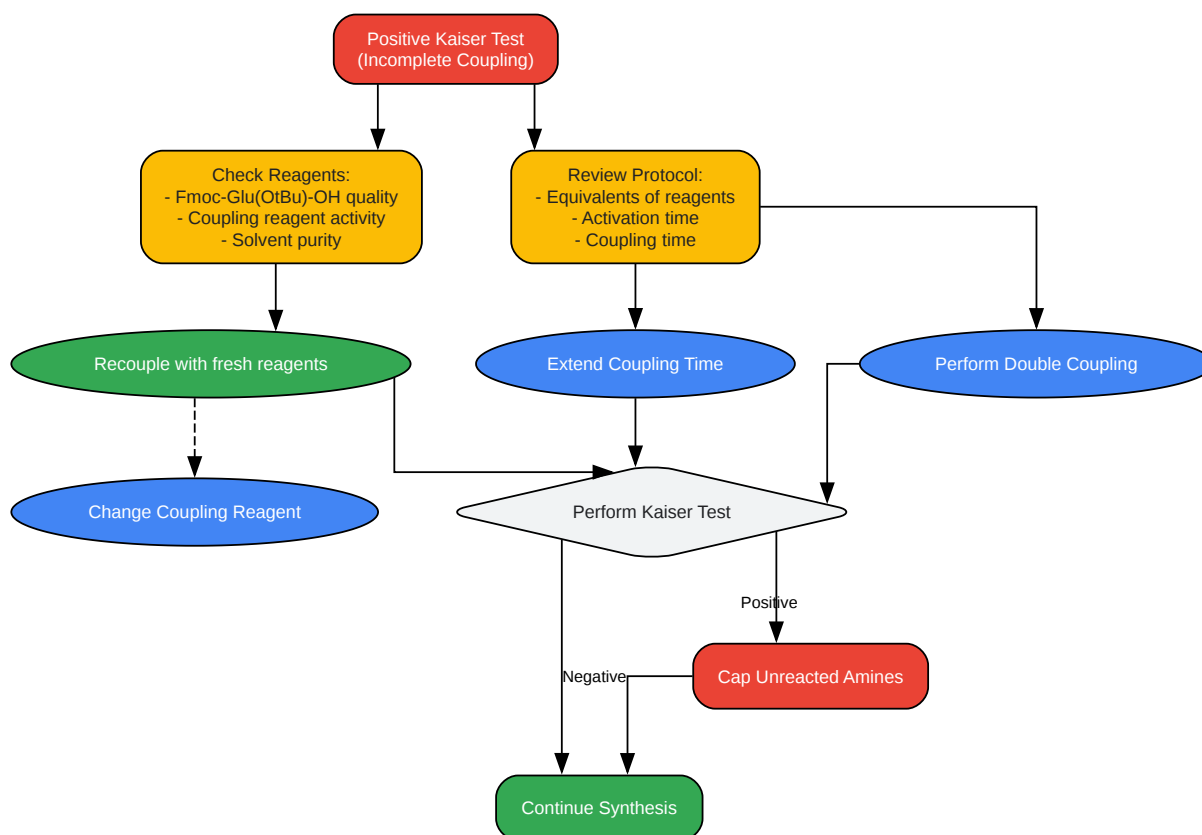 Positive Kaiser Test
(Incomplete Coupling)
Check Reagents:
- Fmoc-Glu(OtBu)-OH quality
- Coupling reagent activity
- Solvent purity
Review Protocol:
- Equivalents of reagents
- Activation time
- Coupling time
Recouple with fresh reagents
Extend Coupling Time
Perform Double Coupling
Change Coupling Reagent
Perform Kaiser Test
Positive
Negative
Cap Unreacted Amines
Continue Synthesis